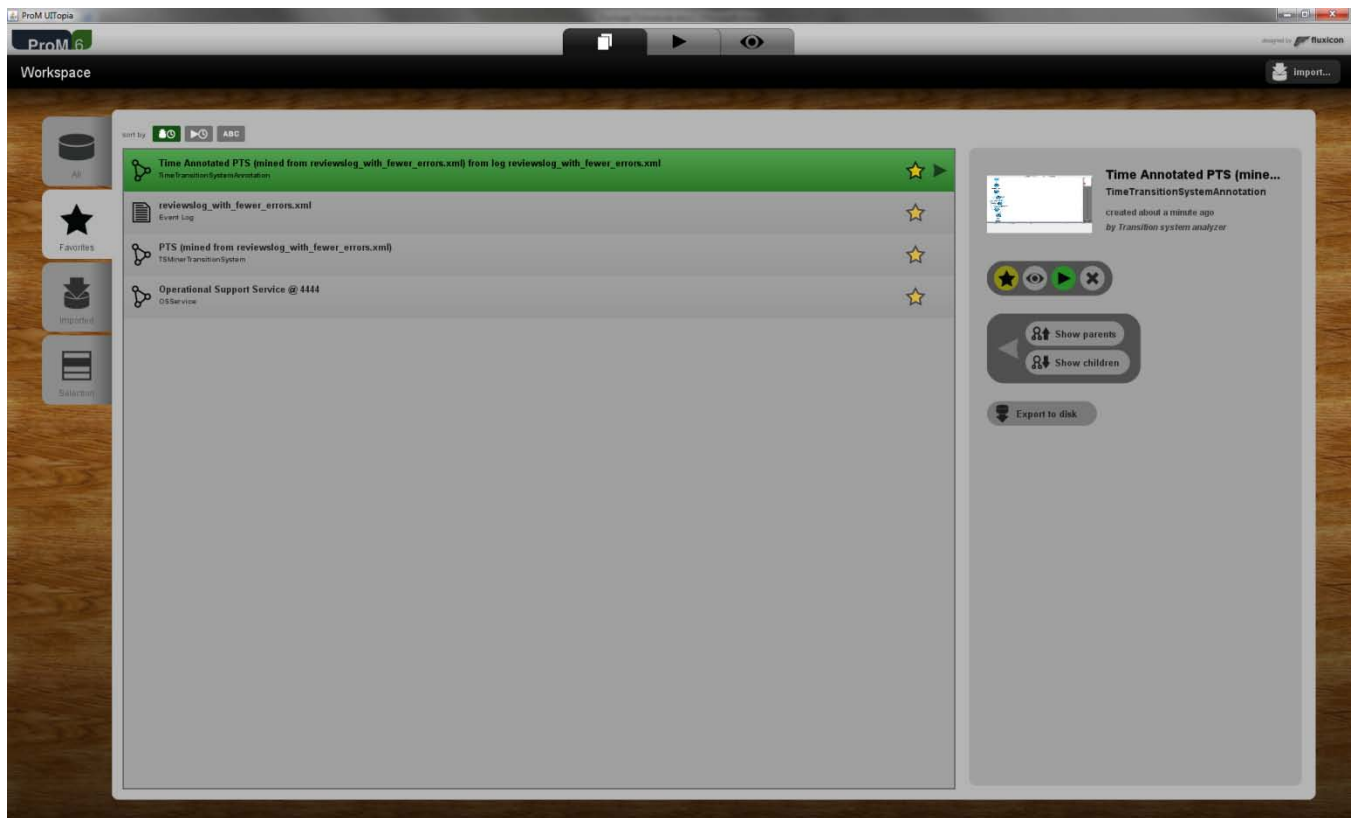 ProM UITopia
ProM 6
designed by fluxicon
Workspace
import...
sort by
ABC
All
Favorites
Imported
Selection
Time Annotated PTS (mined from reviewslog_with_fewer_errors.xml) from log reviewslog_with_fewer_errors.xml
TimeTransitionSystemAnnotation
reviewslog_with_fewer_errors.xml
Event Log
PTS (mined from reviewslog_with_fewer_errors.xml)
TSMinerTransitionSystem
Operational Support Service @ 4444
OSService
Time Annotated PTS (mine...
TimeTransitionSystemAnnotation
created about a minute ago
by Transition system analyzer
Show parents
Show children
Export to disk